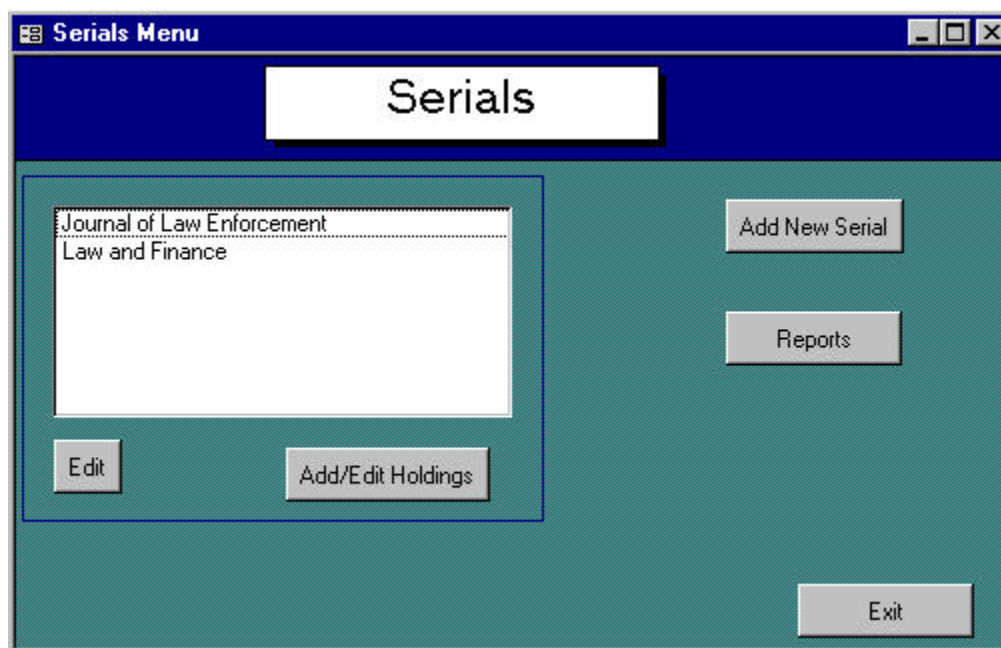 Serials Menu
Serials
Journal of Law Enforcement
Law and Finance
Add New Serial
Reports
Edit
Add/Edit Holdings
Exit